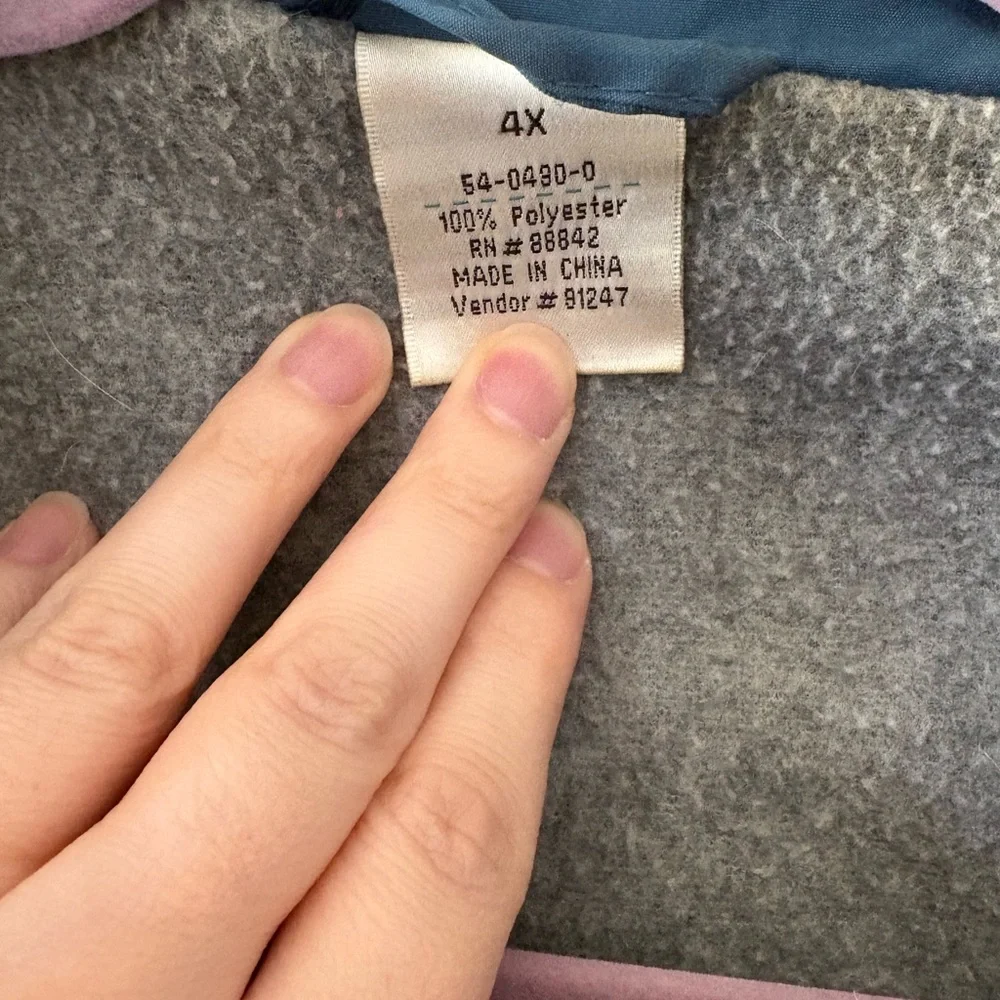 4X
54-0490-0
100% Polyester
RN # 88842
MADE IN CHINA
Vendor # 91247